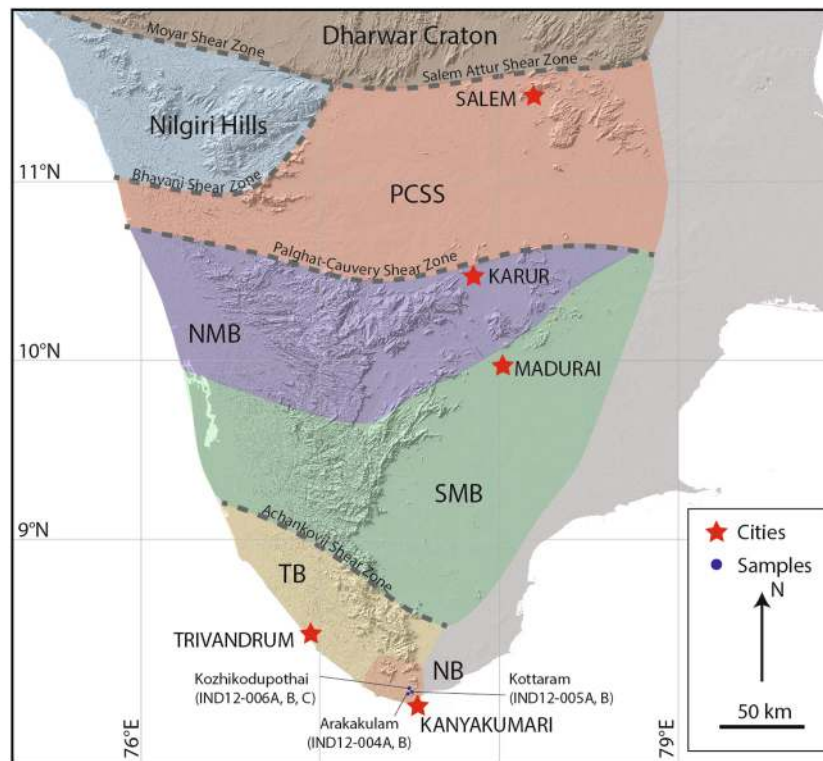 Moyar Shear Zone
Dharwar Craton
Salem Attur Shear Zone
SALEM
Nilgiri Hills
11°N
Bhavani Shear Zone
PCSS
Palghat-Cauvery Shear Zone
KARUR
NMB
10°N
MADURAI
SMB
9°N
Achankovil Shear Zone
TB
TRIVANDRUM
NB
Kozhikodupothai
(IND12-006A, B, C)
Kottaram
(IND12-005A, B)
Arakakulam
(IND12-004A, B)
KANYAKUMARI
76°E
79°E
Cities
Samples
N
50 km